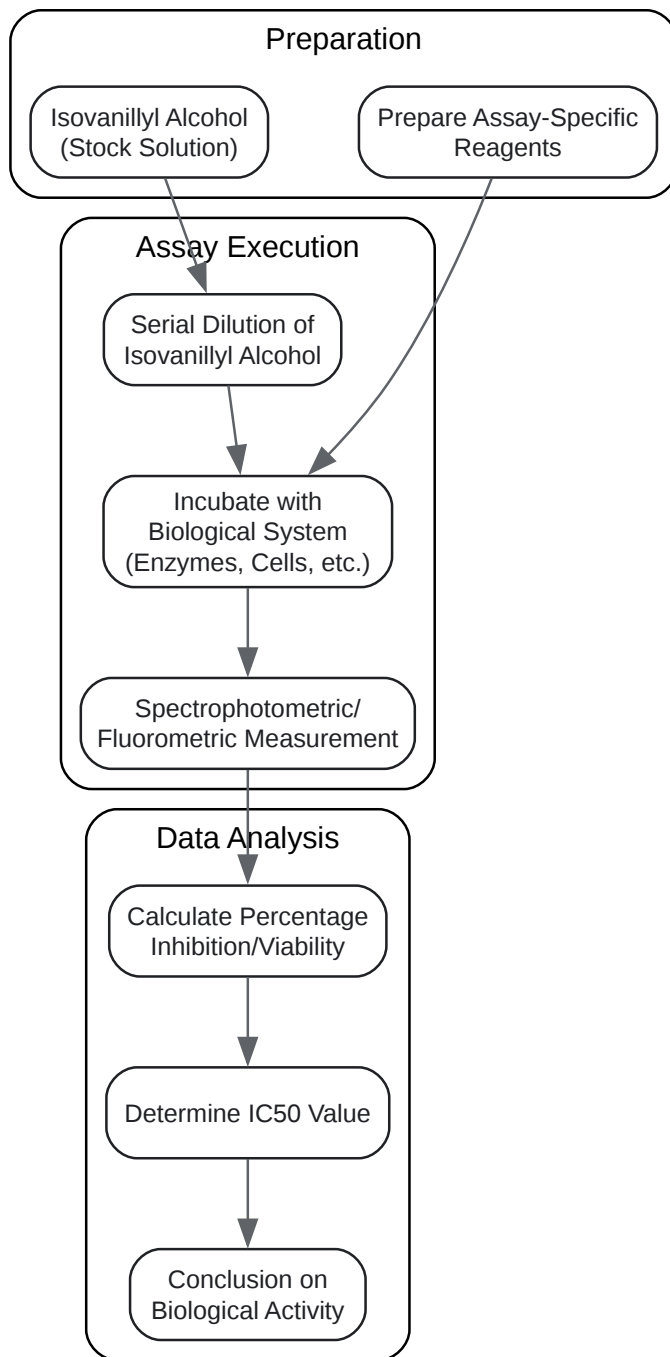 Preparation
Isovanillyl Alcohol
(Stock Solution)
Prepare Assay-Specific
Reagents
Assay Execution
Serial Dilution of
Isovanillyl Alcohol
Incubate with
Biological System
(Enzymes, Cells, etc.)
Spectrophotometric/
Fluorometric Measurement
Data Analysis
Calculate Percentage
Inhibition/Viability
Determine IC50 Value
Conclusion on
Biological Activity